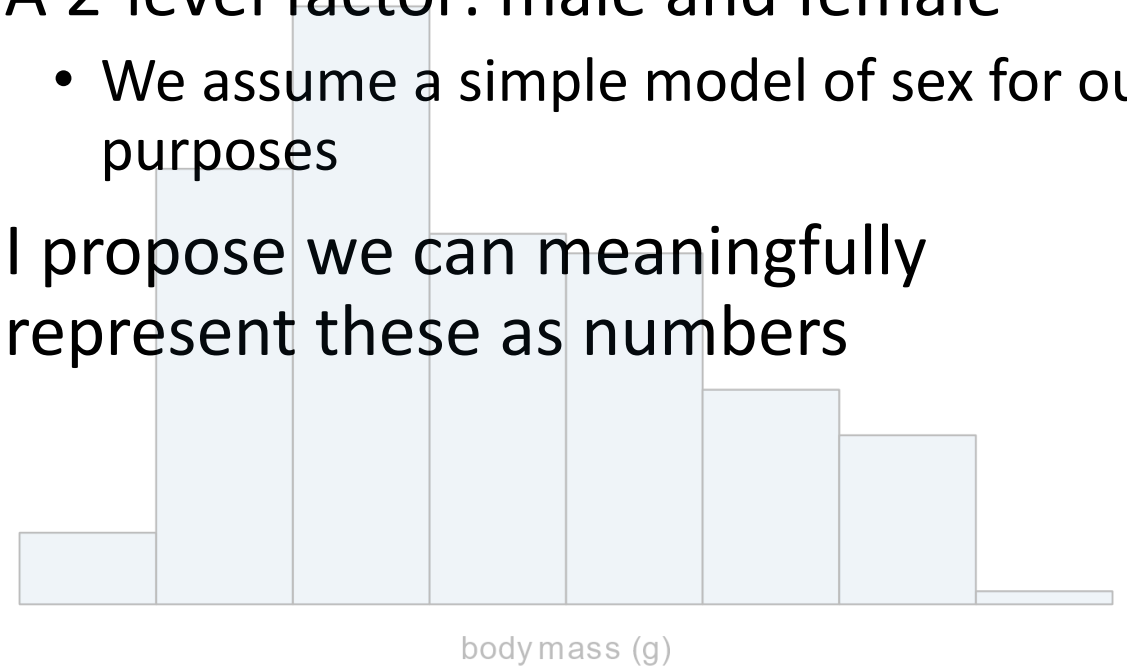 A 2-level factor: male and female
• We assume a simple model of sex for ou
purposes
I propose we can meaningfully
represent these as numbers
body mass (g)